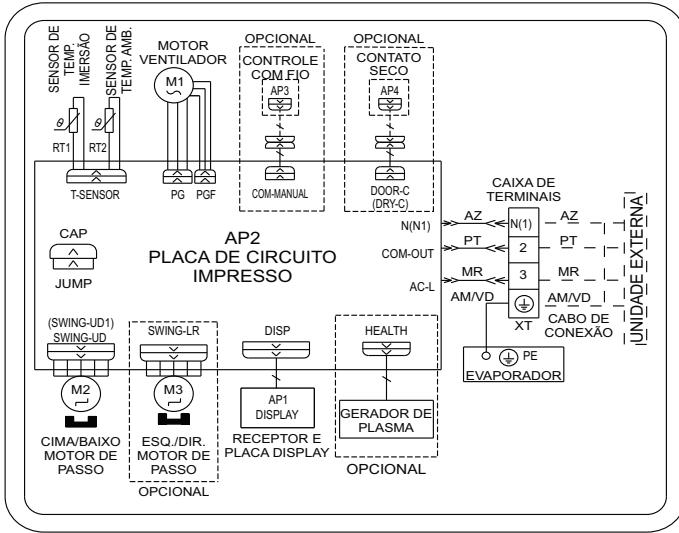 SENSOR DE
TEMP.
IMERSÃO
SENSOR DE
TEMP. AMB.
MOTOR
VENTILADOR
OPCIONAL
CONTROLE
COM FIO
OPCIONAL
CONTATO
SECO
M1
AP3
AP4
θ
θ
RT1
RT2
T-SENSOR
PG
PGF
COM-MANUAL
DOOR-C
(DRY-C)
CAIXA DE
TERMINAIS
CAP
JUMP
AP2
PLACA DE CIRCUITO
IMPRESSO
N(N1)
AZ
N(1)
AZ
COM-OUT
PT
2
PT
AC-L
MR
3
MR
AM/VD
AM/VD
XT
CABO DE
CONEXÃO
UNIDADE EXTERNA
PE
EVAPORADOR
(SWING-UD1)
SWING-UD
SWING-LR
DISP
HEALTH
M2
M3
AP1
DISPLAY
GERADOR DE
PLASMA
CIMA/BAIXO
MOTOR DE
PASSO
ESQ./DIR.
MOTOR DE
PASSO
RECEPTOR E
PLACA DISPLAY
OPCIONAL
OPCIONAL